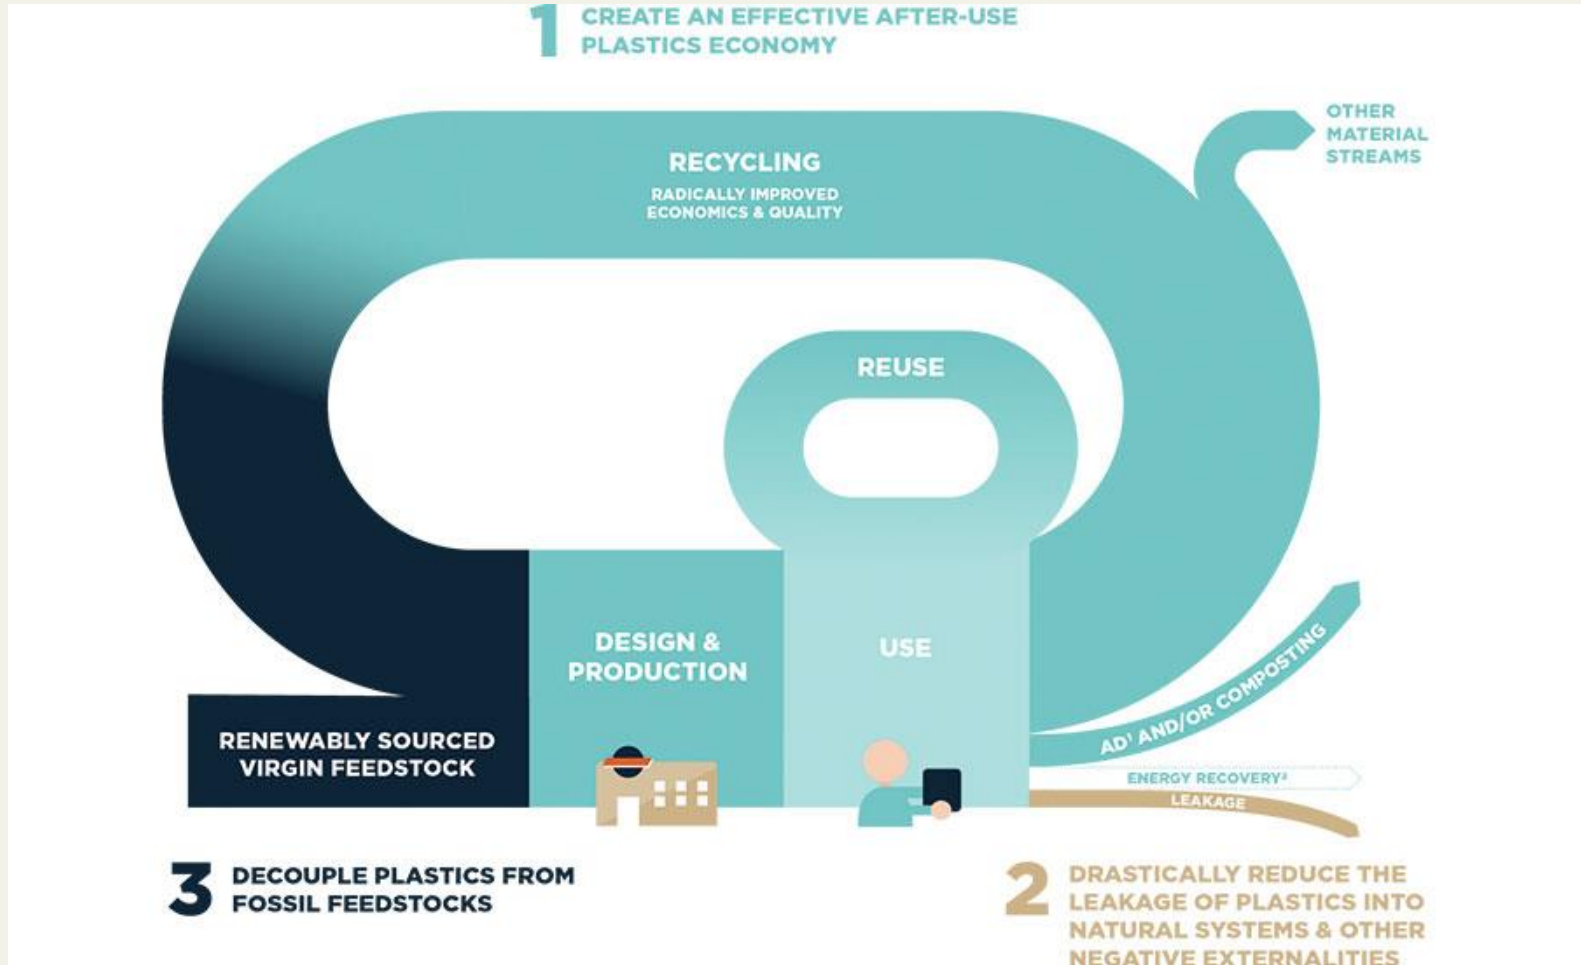 1 CREATE AN EFFECTIVE AFTER-USE
PLASTICS ECONOMY
OTHER
MATERIAL
STREAMS
RECYCLING
RADICALLY IMPROVED
ECONOMICS & QUALITY
REUSE
DESIGN &
PRODUCTION
USE
AD¹ AND/OR COMPOSTING
RENEWABLY SOURCED
VIRGIN FEEDSTOCK
ENERGY RECOVERY²
LEAKAGE
3 DECOUPLE PLASTICS FROM
FOSSIL FEEDSTOCKS
2 DRASTICALLY REDUCE THE
LEAKAGE OF PLASTICS INTO
NATURAL SYSTEMS & OTHER
NEGATIVE EXTERNALITIES